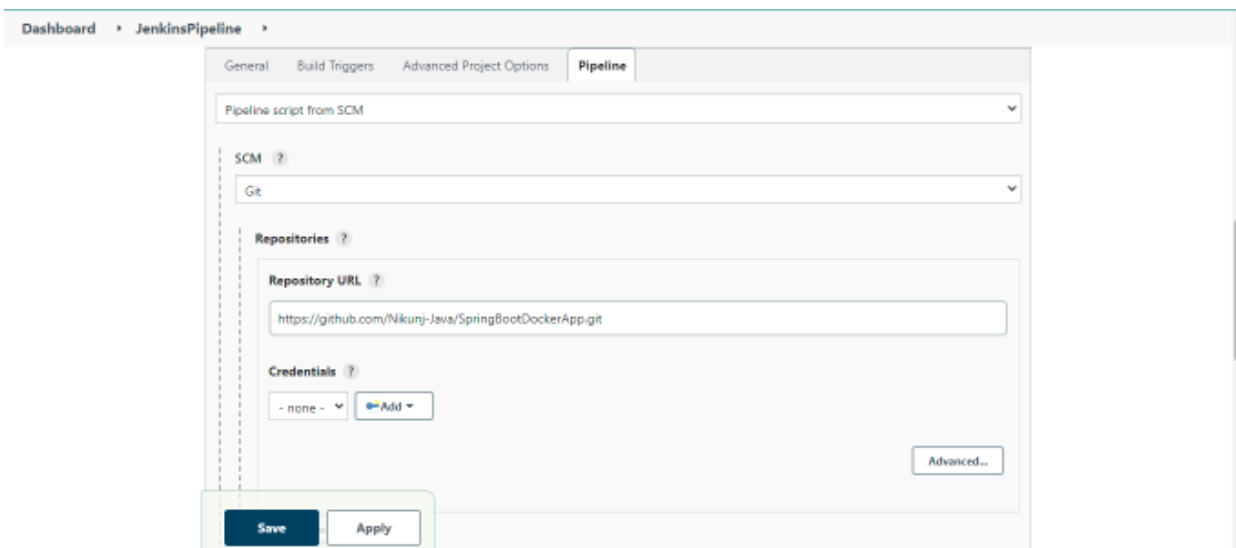 Dashboard JenkinsPipeline
General Build Triggers Advanced Project Options Pipeline
Pipeline script from SCM
SCM ?
Git
Repositories ?
Repository URL ?
https://github.com/Nikunj-Java/SpringBootDockerApp.git
Credentials ?
- none - Add
Advanced...
Save Apply